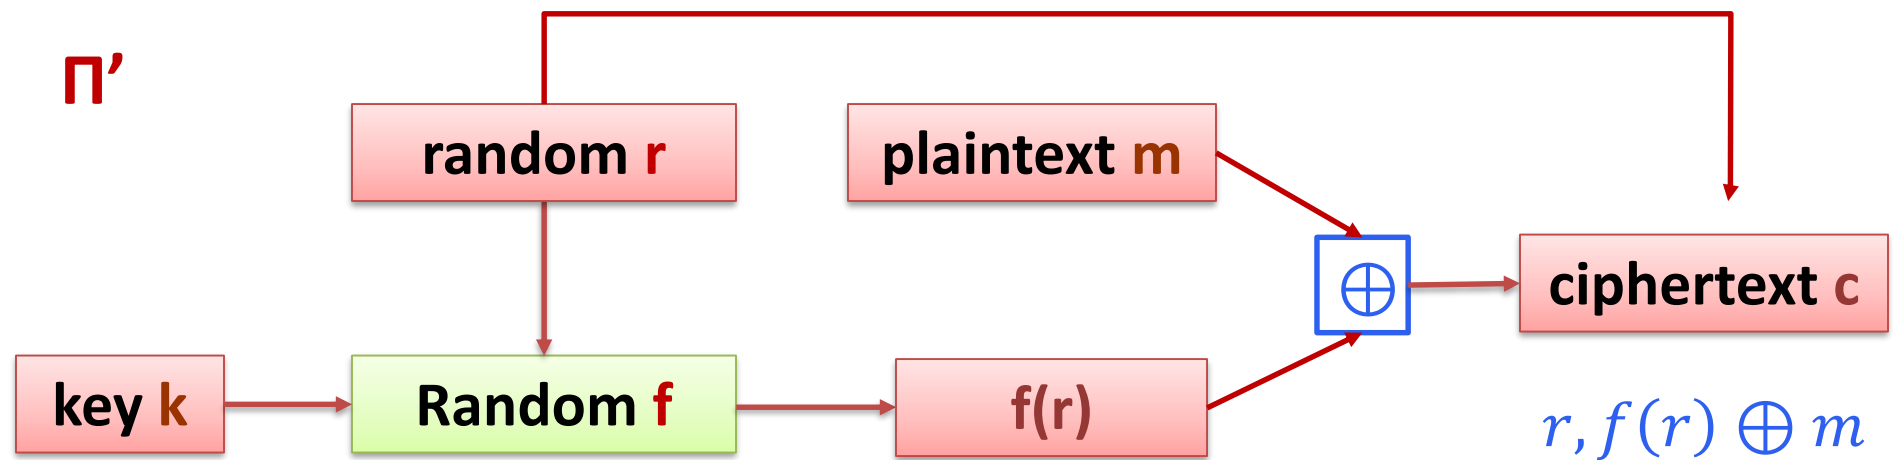 Π′
random r
plaintext m
⊕
ciphertext c
key k
Random f
f(r)
r, f(r) ⊕ m